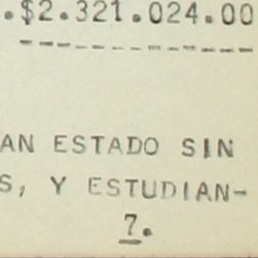 .$2.321.024.00
AN ESTADO SIN
S, Y ESTUDIAN-
7.